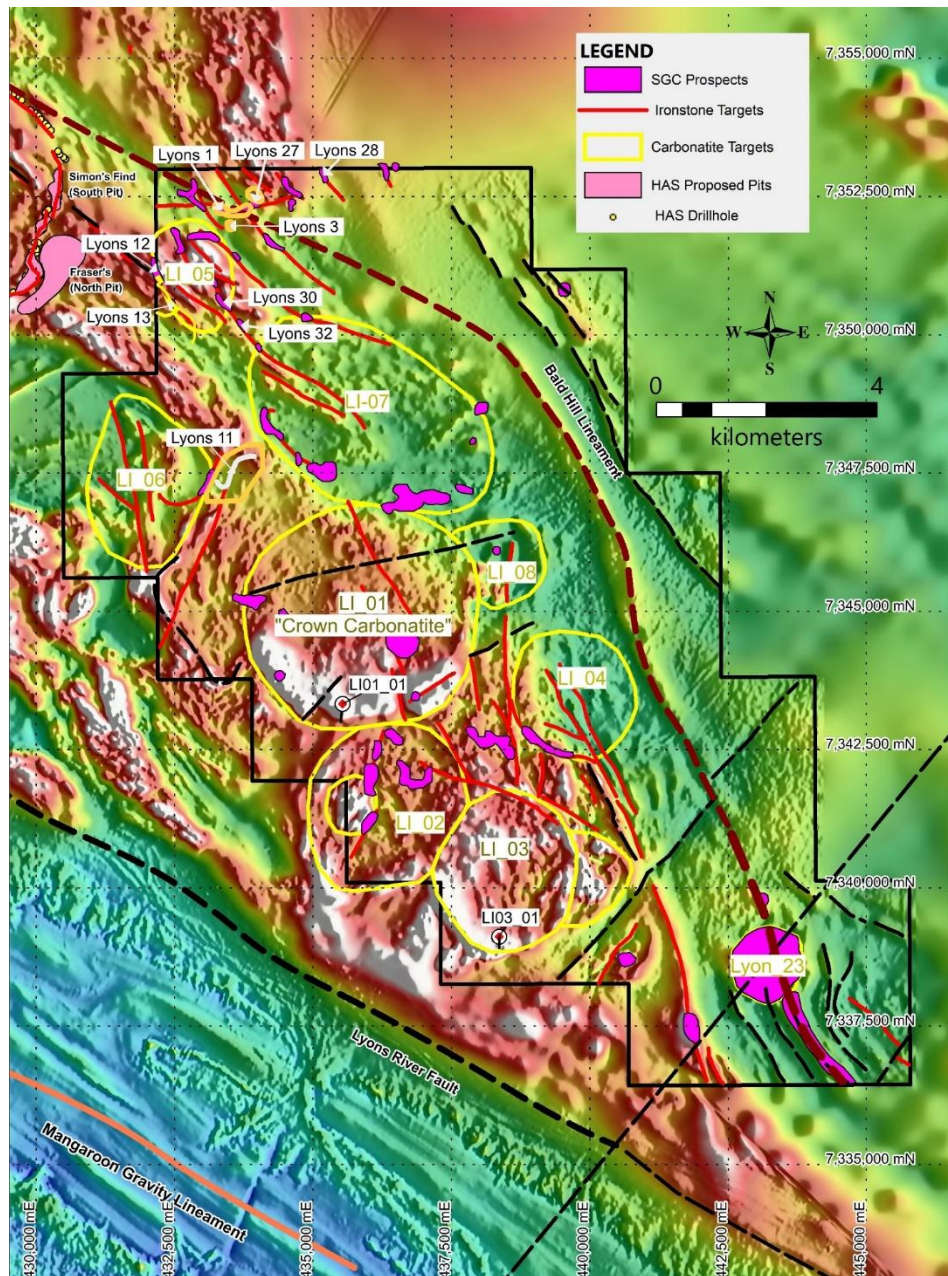 LEGEND
SGC Prospects
Ironstone Targets
Carbonatite Targets
HAS Proposed Pits
HAS Drillhole
7,355,000 mN
Lyons 1
Lyons 27
Lyons 28
Simon's Find
(South Pit)
7,352,500 mN
Lyons 3
Lyons 12
LI_05
Fraser's
(North Pit)
Lyons 30
Lyons 13
Lyons 32
N
W
E
S
7,350,000 mN
0
4
kilometers
Bald Hill Lineament
LI-07
Lyons 11
LI_06
7,347,500 mN
LI_08
LI_01
"Crown Carbonatite"
7,345,000 mN
LI01_01
LI_04
7,342,500 mN
LI_02
LI_03
7,340,000 mN
LI03_01
Lyon_23
7,337,500 mN
Lyons River Fault
Mangaroon Gravity Lineament
7,335,000 mN
430,000 mE
432,500 mE
435,000 mE
437,500 mE
440,000 mE
442,500 mE
445,000 mE